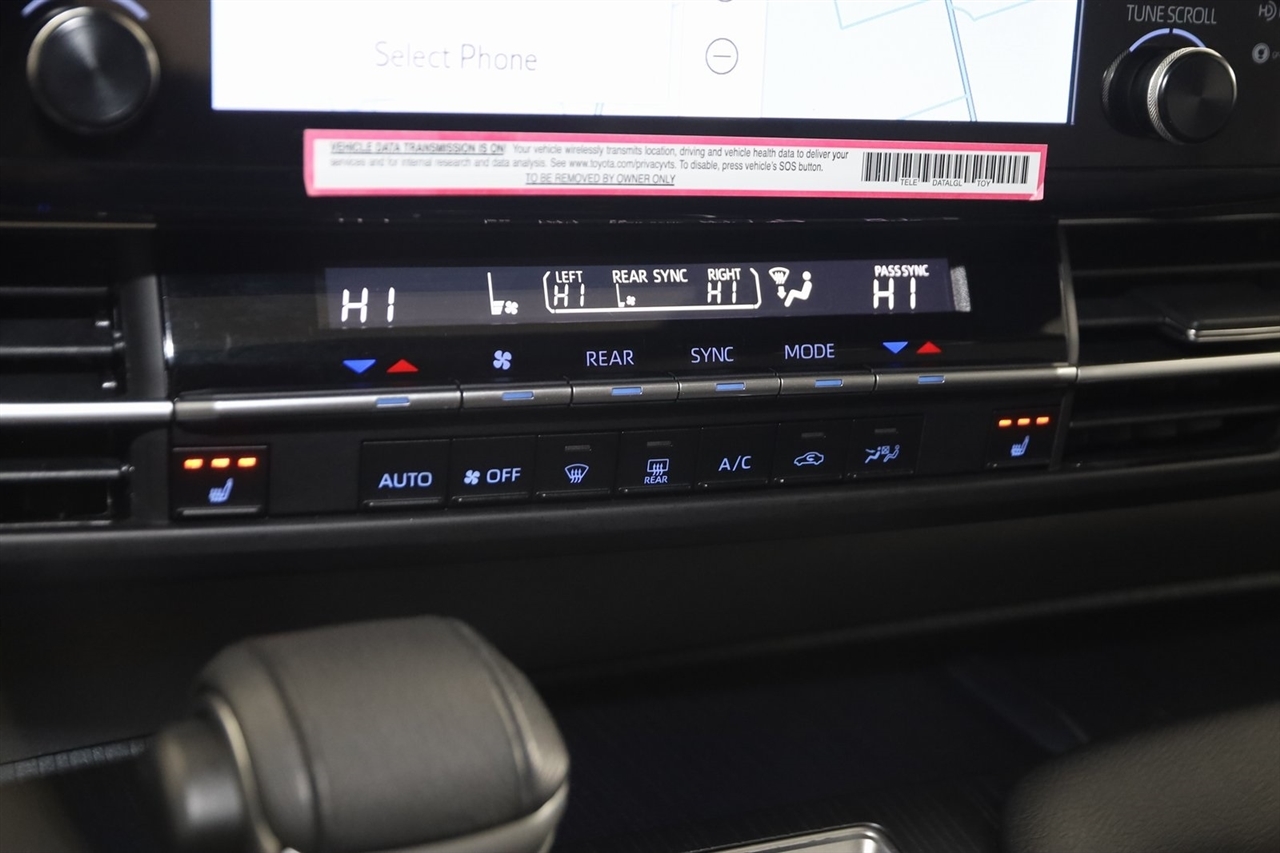 TUNE SCROLL
HD
Select Phone
VEHICLE DATA TRANSMISSION IS ON! Your vehicle wirelessly transmits location, driving and vehicle health data to deliver your
services and for internal research and data analysis. See www.toyota.com/privacyvts. To disable, press vehicle's SOS button.
TO BE REMOVED BY OWNER ONLY
TELE DATALGL TOY
LEFT REAR SYNC RIGHT PASS SYNC
HI HI HI HI
REAR SYNC MODE
AUTO OFF REAR A/C